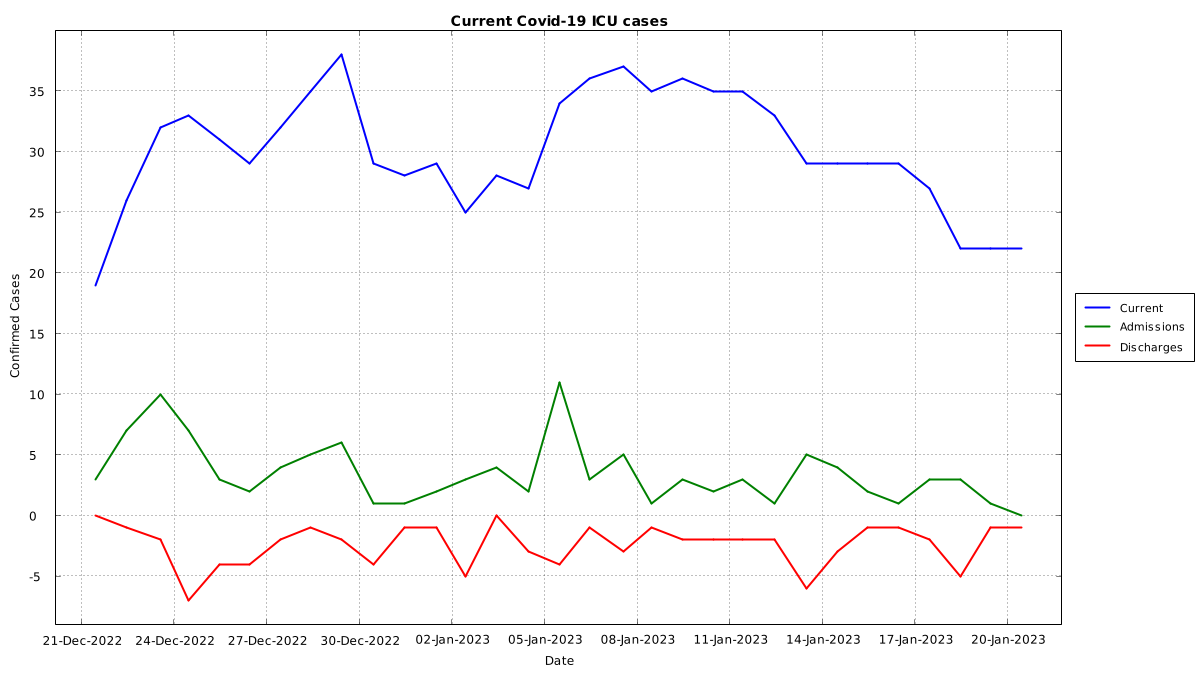 Current Covid-19 ICU cases
Confirmed Cases
35
30
25
20
15
10
5
0
-5
21-Dec-2022 24-Dec-2022 27-Dec-2022 30-Dec-2022 02-Jan-2023 05-Jan-2023 08-Jan-2023 11-Jan-2023 14-Jan-2023 17-Jan-2023 20-Jan-2023
Date
Current
Admissions
Discharges